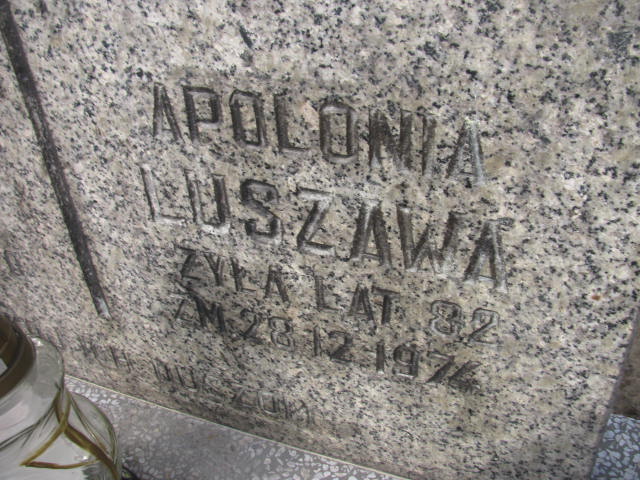 APOLONIA
LUSZAWA
ŻYŁA LAT 82
ZM. 28.12.1974